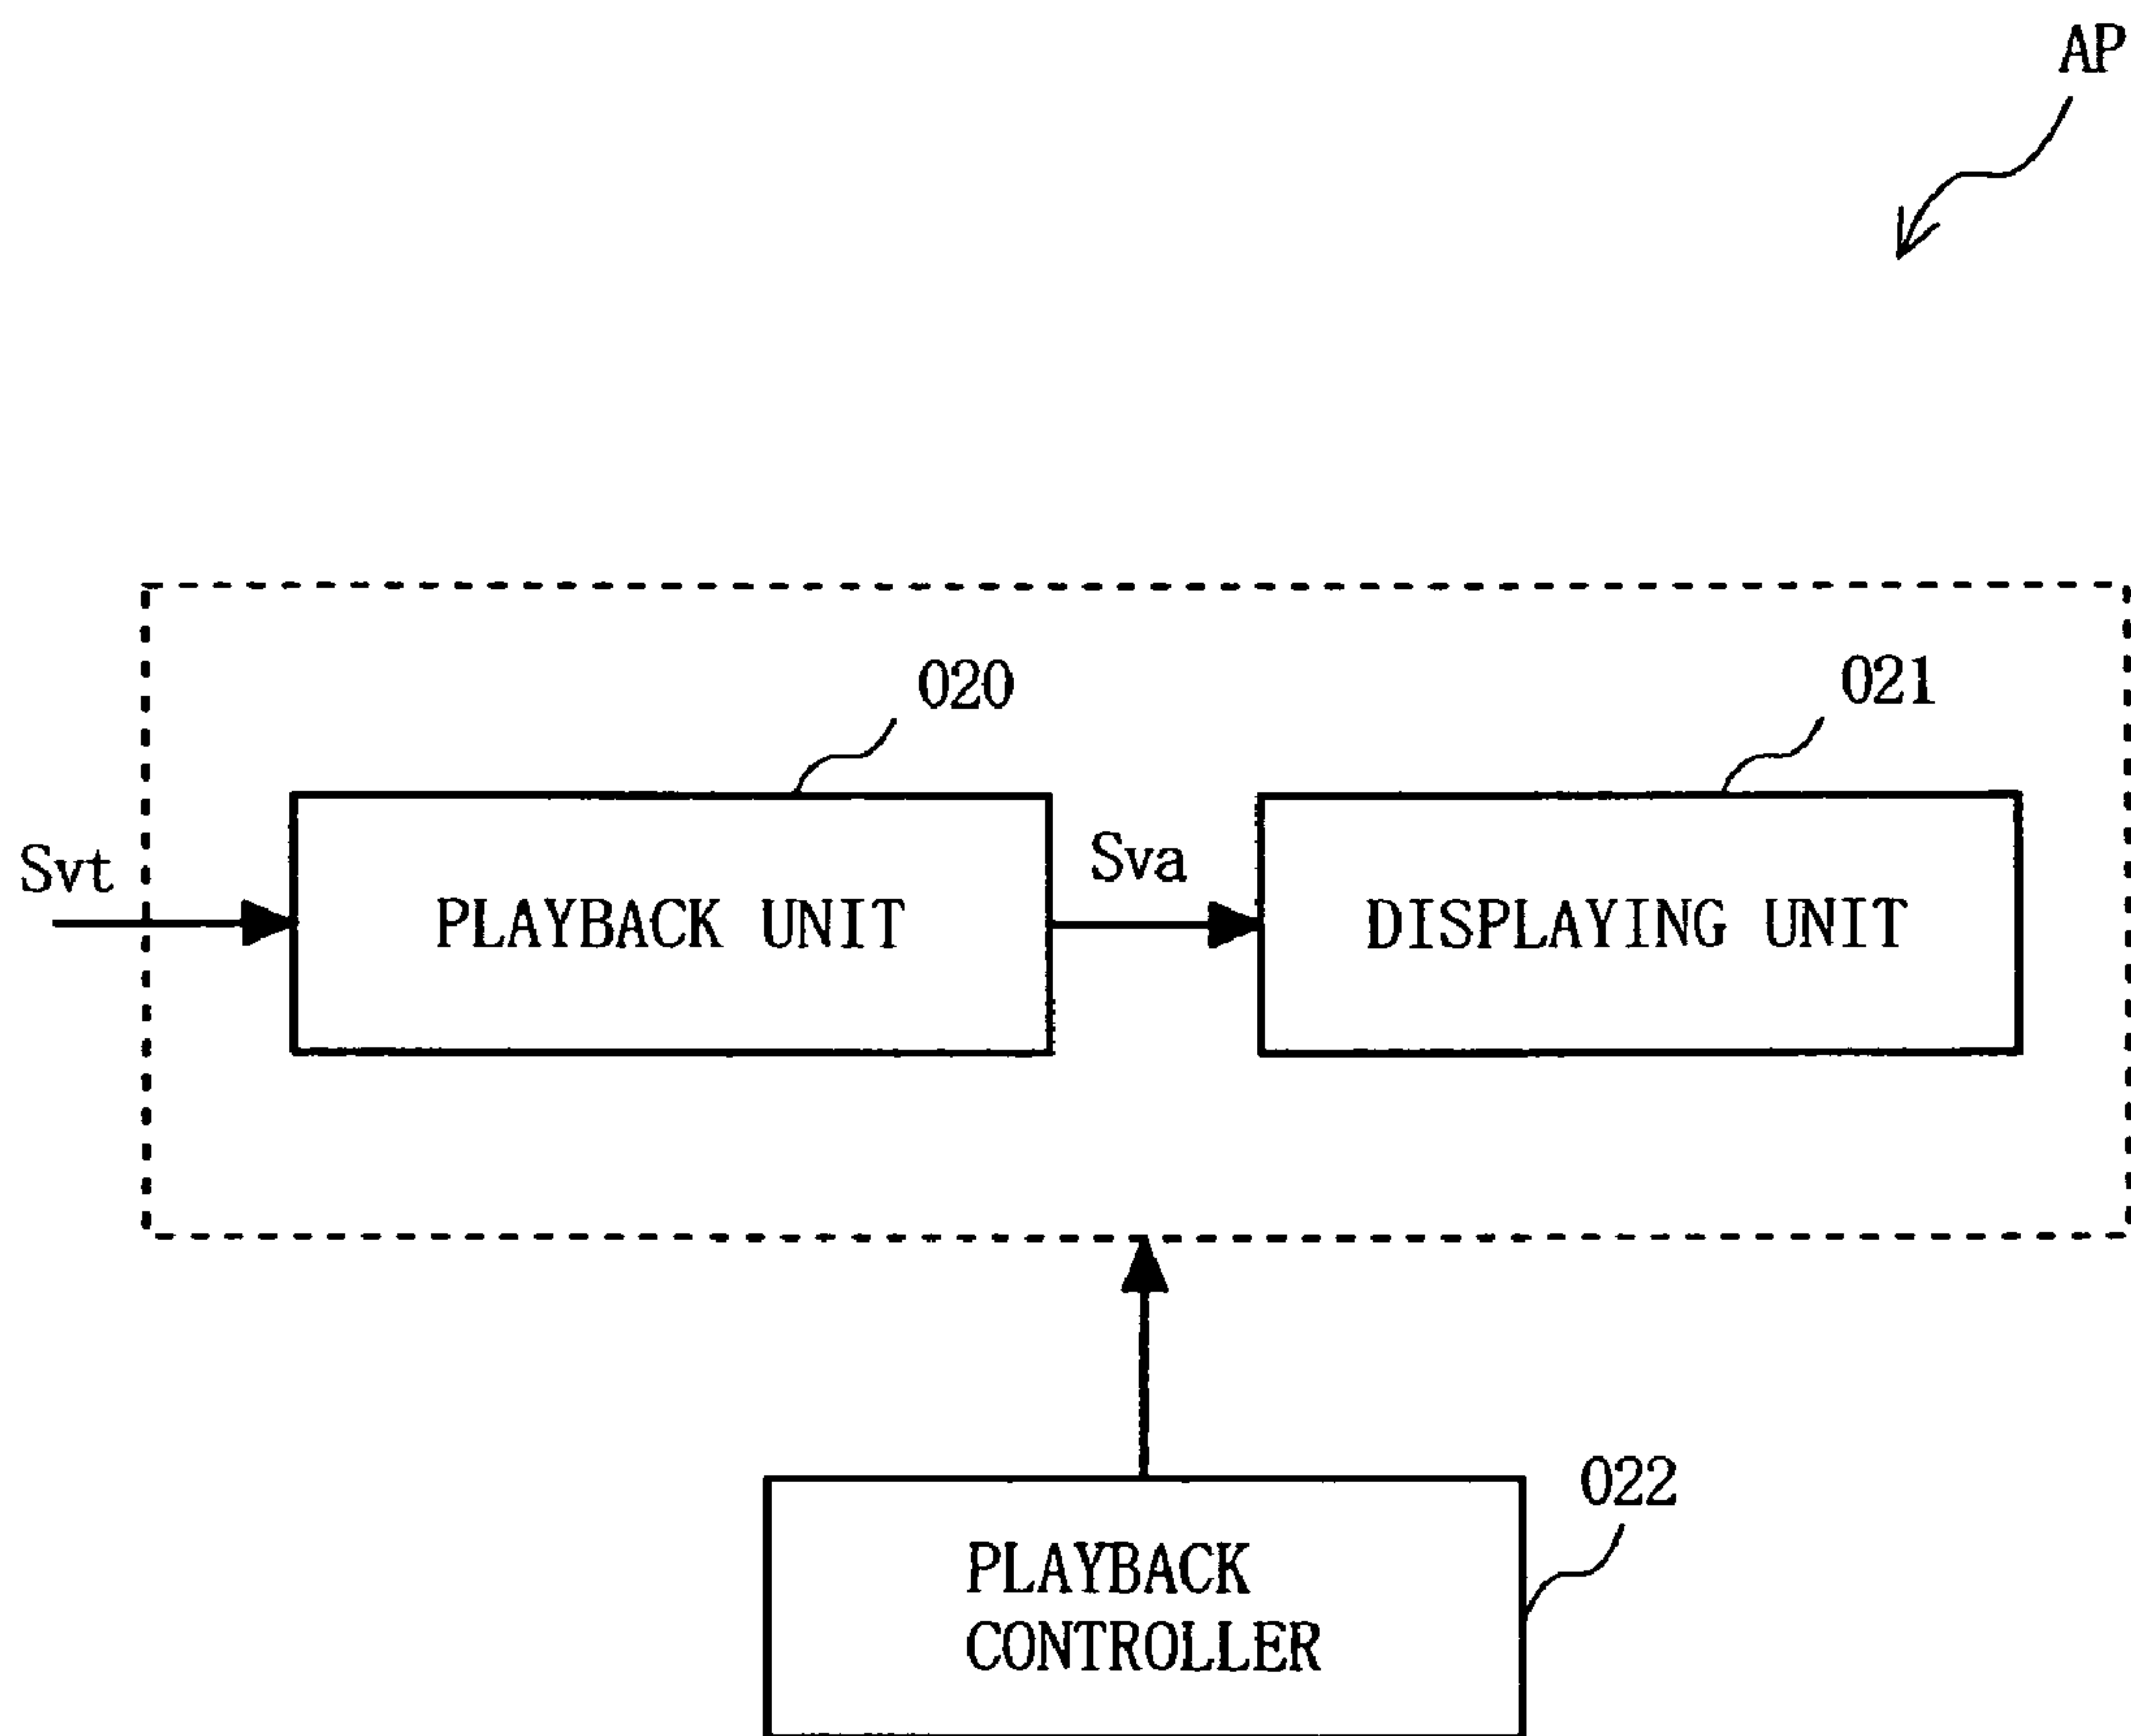 AP
020
021
Svt
Sva
PLAYBACK UNIT
DISPLAYING UNIT
022
PLAYBACK
CONTROLLER